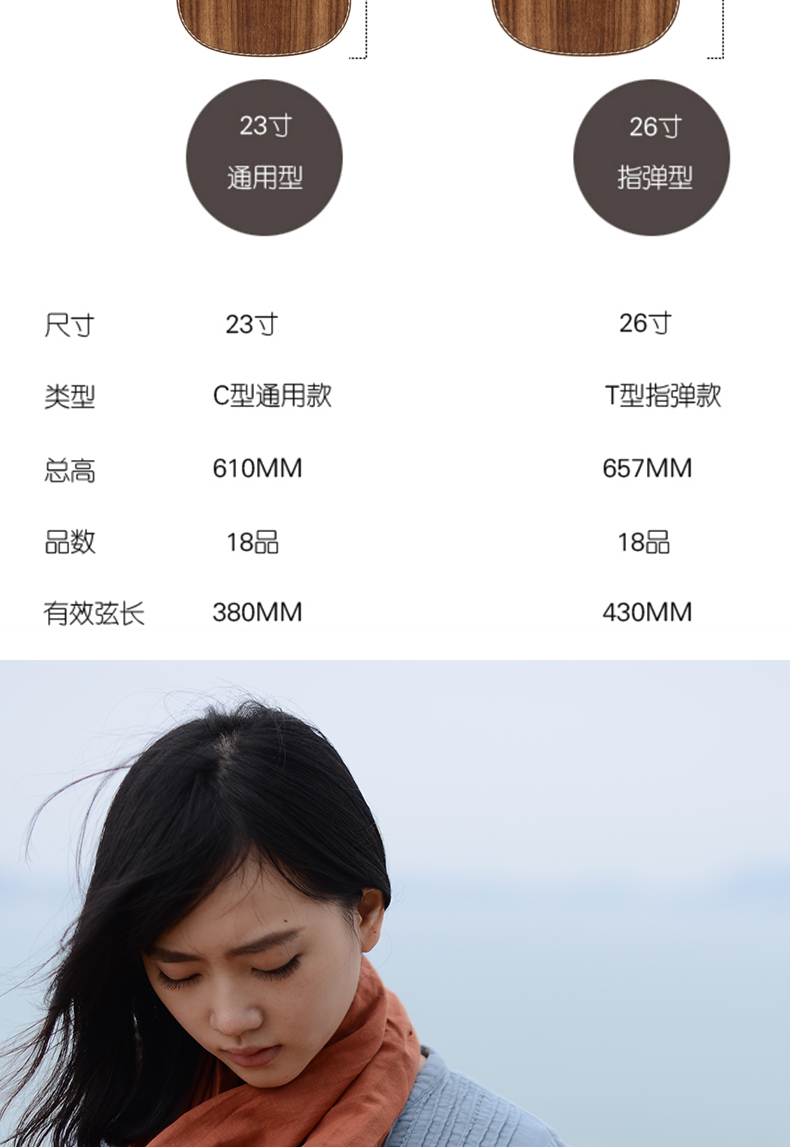 23寸
通用型
26寸
指弹型
尺寸 23寸 26寸
类型 C型通用款 T型指弹款
总高 610MM 657MM
品数 18品 18品
有效弦长 380MM 430MM